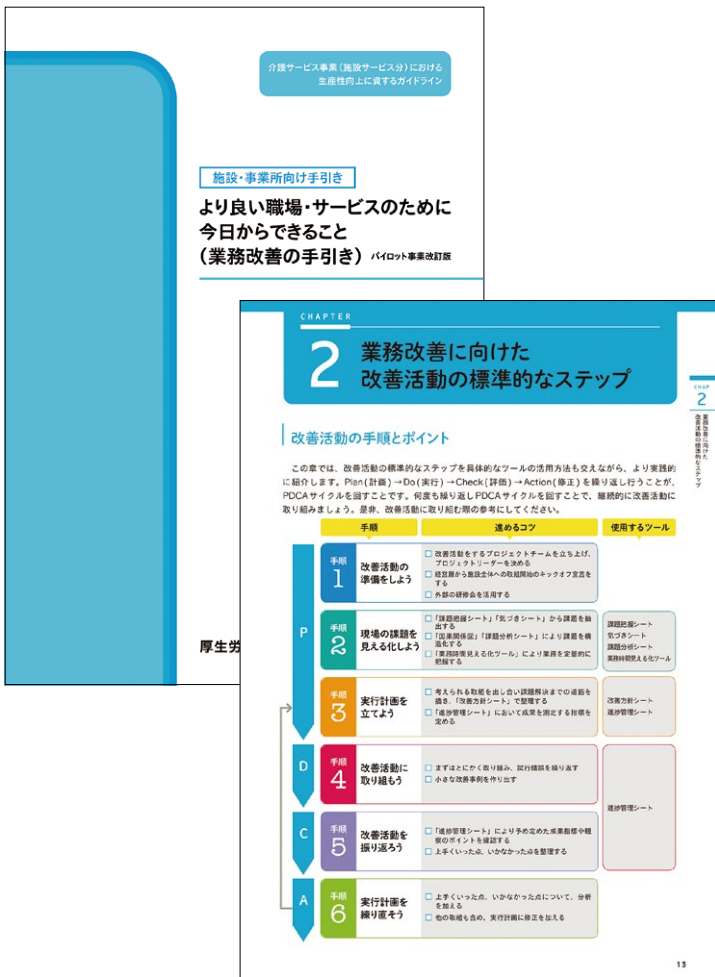 介護サービス事業（施設サービス分）における
生産性向上に資するガイドライン
施設・事業所向け手引き
より良い職場・サービスのために
今日からできること
（業務改善の手引き） パイロット事業改訂版
厚生労
CHAPTER
2
業務改善に向けた
改善活動の標準的なステップ
CHAP
2
業務改善に向けた
改善活動の標準的なステップ
改善活動の手順とポイント
この章では、改善活動の標準的なステップを具体的なツールの活用方法も交えながら、より実践的
に紹介します。Plan(計画)→Do(実行)→Check(評価)→Action(修正)を繰り返し行うことが、
PDCAサイクルを回すことです。何度も繰り返しPDCAサイクルを回すことで、継続的に改善活動に
取り組みましょう。是非、改善活動に取り組む際の参考にしてください。
手順 進めるコツ 使用するツール
P
手順
1
改善活動の
準備をしよう
改善活動をするプロジェクトチームを立ち上げ、
プロジェクトリーダーを決める
経営層から施設全体への取組開始のキックオフ宣言を
する
外部の研修会を活用する
手順
2
現場の課題を
見える化しよう
「課題把握シート」「気づきシート」から課題を抽
出する
「因果関係図」「課題分析シート」により課題を構
造化する
「業務時間見える化ツール」により業務を定量的に
把握する
課題把握シート
気づきシート
課題分析シート
業務時間見える化ツール
手順
3
実行計画を
立てよう
考えられる取組を出し合い課題解決までの道筋を
描き、「改善方針シート」で整理する
「進捗管理シート」において成果を測定する指標を
定める
改善方針シート
進捗管理シート
D
手順
4
改善活動に
取り組もう
まずはとにかく取り組み、試行錯誤を繰り返す
小さな改善事例を作り出す
進捗管理シート
C
手順
5
改善活動を
振り返ろう
「進捗管理シート」により予め定めた成果指標や観
察のポイントを確認する
上手くいった点、いかなかった点を整理する
A
手順
6
実行計画を
練り直そう
上手くいった点、いかなかった点について、分析
を加える
他の取組も含め、実行計画に修正を加える
13